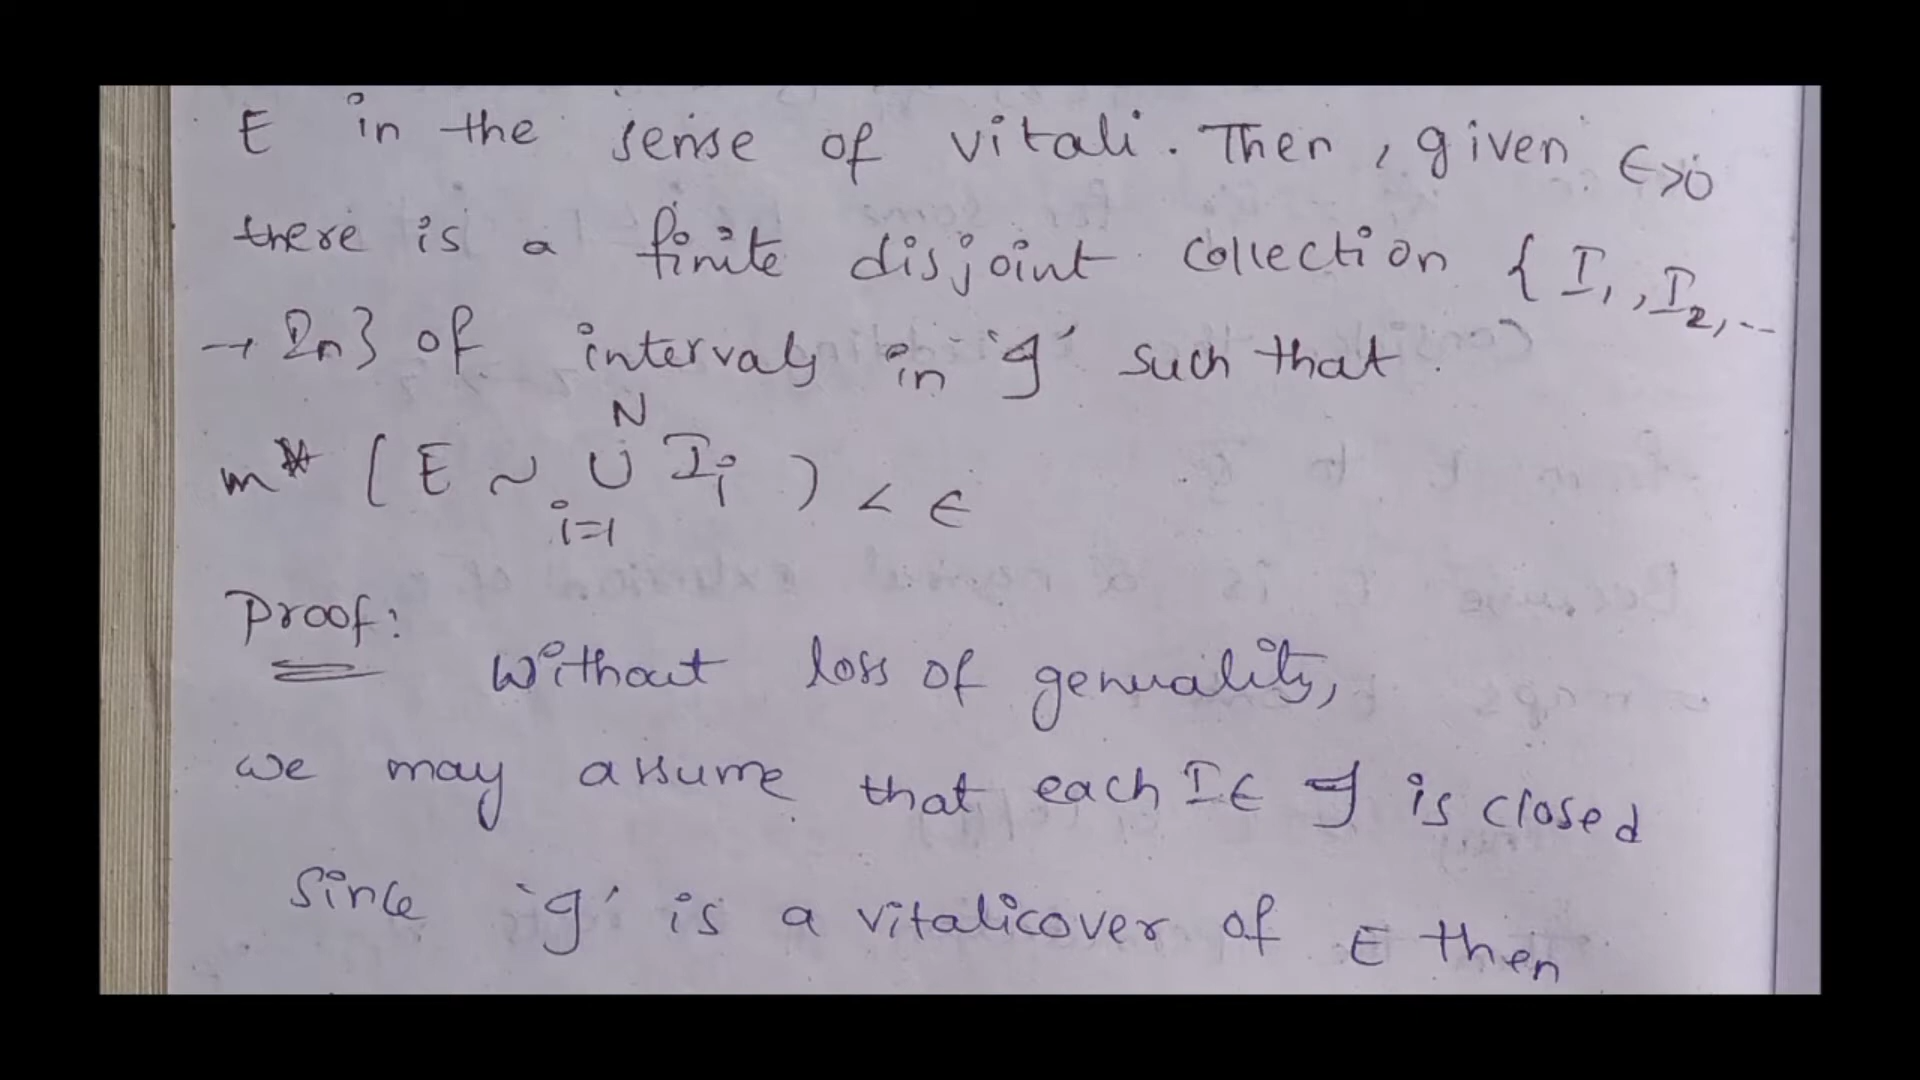 E in the sense of vitali. Then, given ϵ>0
there is a finite disjoint collection { I₁, I₂, ..
→ In} of intervals in 'g' such that.
m* ( E ~ ⋃ᵢ₌₁ᴺ Iᵢ ) < ϵ
Proof:
Without loss of generality,
we may assume that each I ϵ g is closed
Since 'g' is a vitalicover of E then